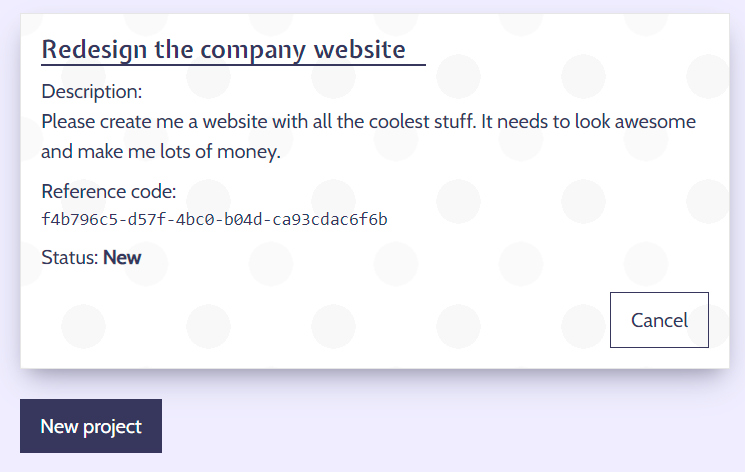 Redesign the company website
Description:
Please create me a website with all the coolest stuff. It needs to look awesome
and make me lots of money.
Reference code:
f4b796c5-d57f-4bc0-b04d-ca93cdac6f6b
Status: New
Cancel
New project